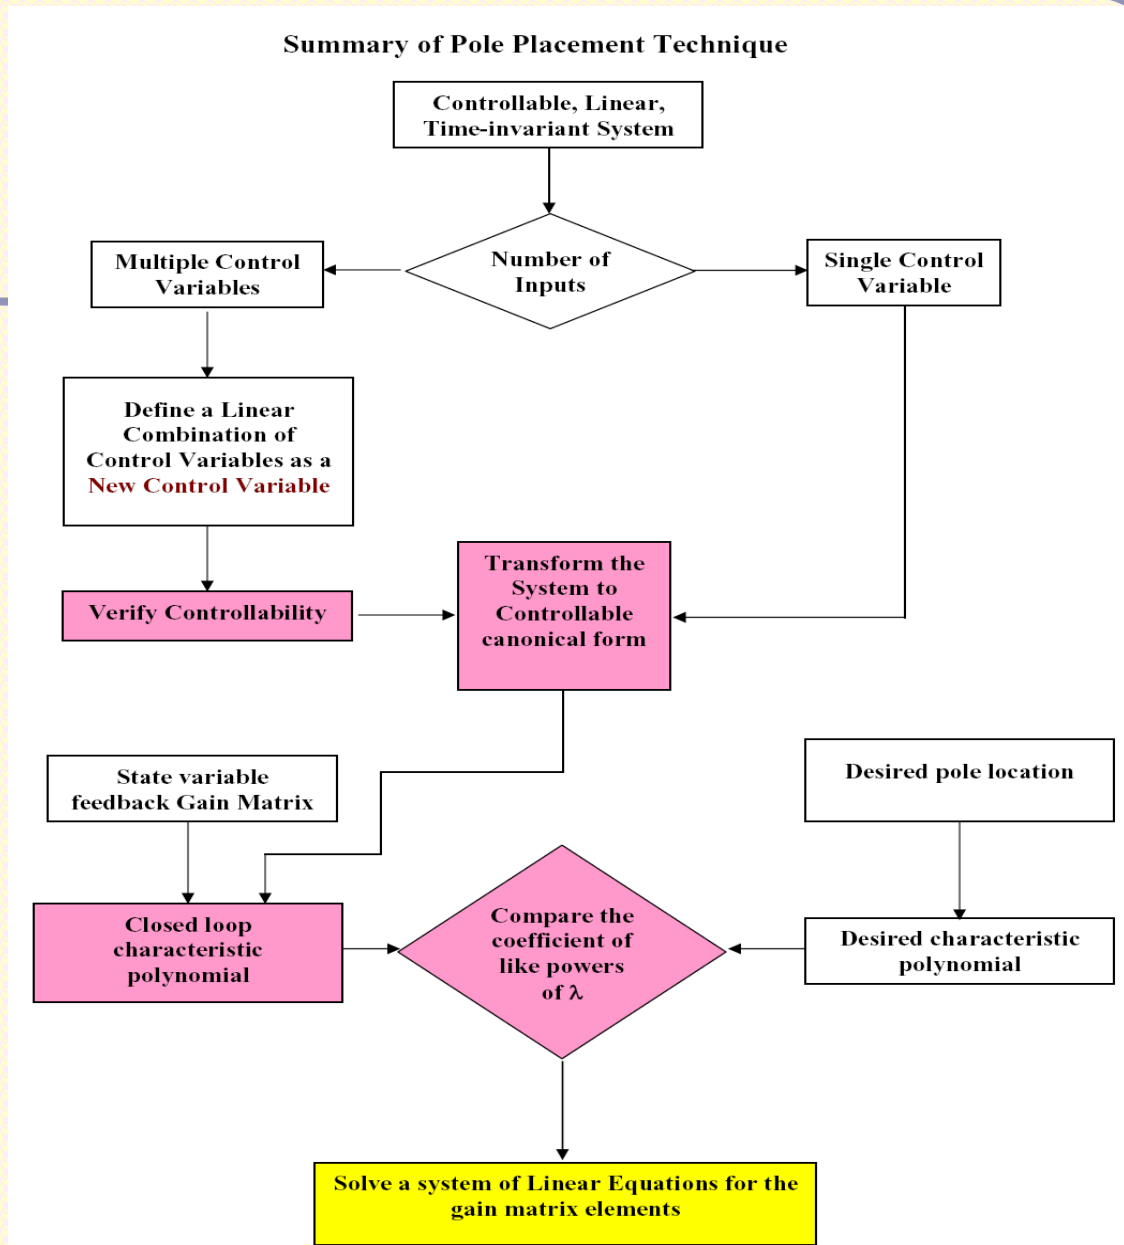 Summary of Pole Placement Technique
Controllable, Linear,
Time-invariant System
Number of
Inputs
Multiple Control
Variables
Single Control
Variable
Define a Linear
Combination of
Control Variables as a
New Control Variable
Verify Controllability
Transform the
System to
Controllable
canonical form
State variable
feedback Gain Matrix
Desired pole location
Closed loop
characteristic
polynomial
Compare the
coefficient of
like powers
of λ
Desired characteristic
polynomial
Solve a system of Linear Equations for the
gain matrix elements